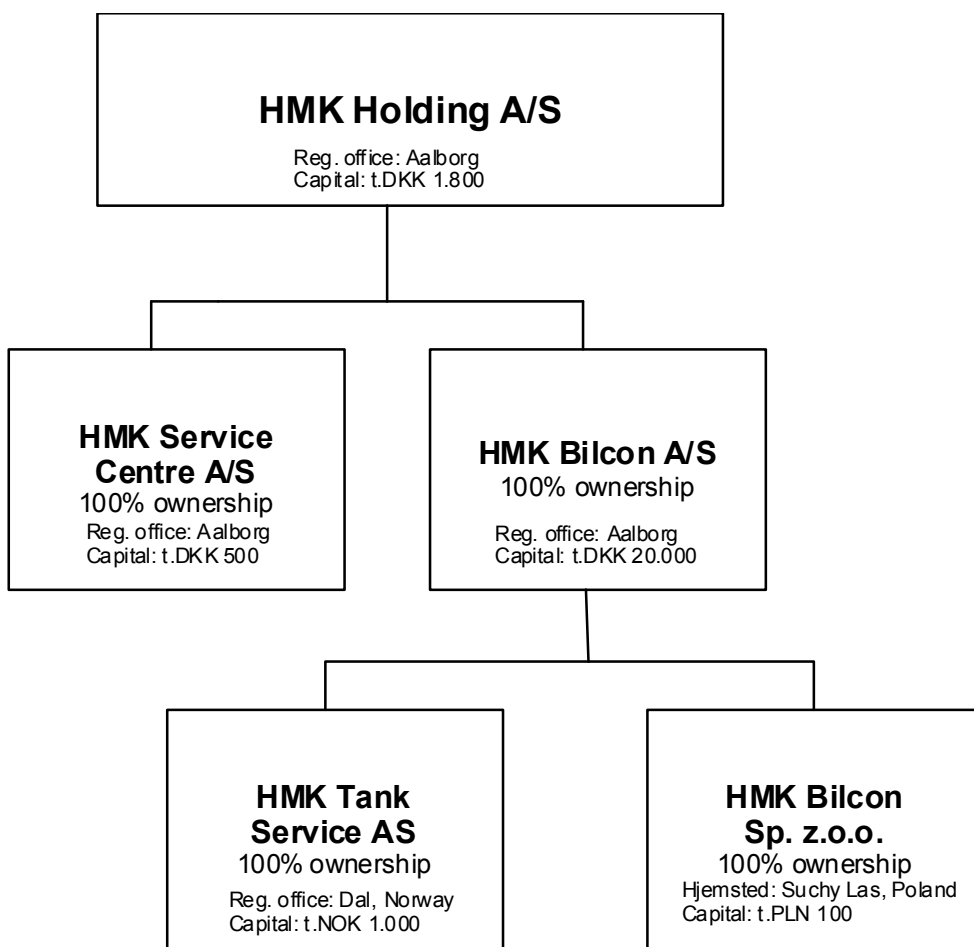 HMK Holding A/S
Reg. office: Aalborg
Capital: t.DKK 1.800
HMK Service
Centre A/S
100% ownership
Reg. office: Aalborg
Capital: t.DKK 500
HMK Bilcon A/S
100% ownership
Reg. office: Aalborg
Capital: t.DKK 20.000
HMK Tank
Service AS
100% ownership
Reg. office: Dal, Norway
Capital: t.NOK 1.000
HMK Bilcon
Sp. z.o.o.
100% ownership
Hjemsted: Suchy Las, Poland
Capital: t.PLN 100